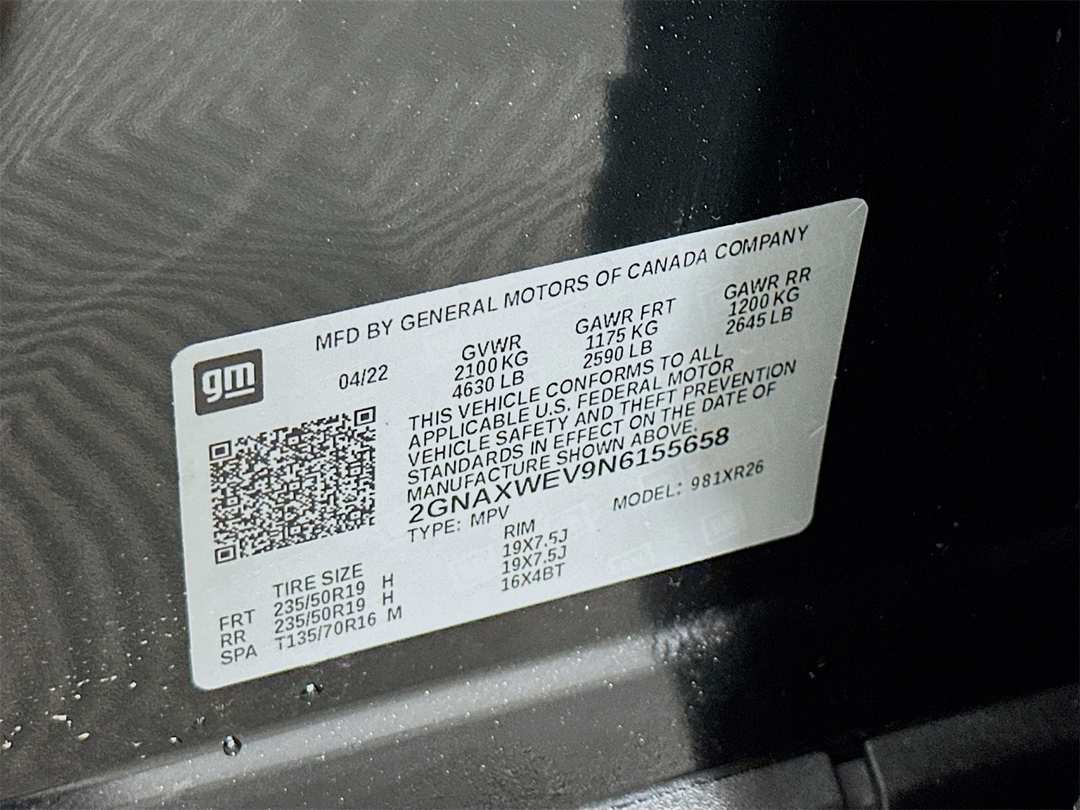 MFD BY GENERAL MOTORS OF CANADA COMPANY
gm
04/22
GVWR
2100 KG
4630 LB
GAWR FRT
1175 KG
2590 LB
GAWR RR
1200 KG
2645 LB
THIS VEHICLE CONFORMS TO ALL
APPLICABLE U.S. FEDERAL MOTOR
VEHICLE SAFETY AND THEFT PREVENTION
STANDARDS IN EFFECT ON THE DATE OF
MANUFACTURE SHOWN ABOVE.
2GNAXWEV9N6155658
TYPE: MPV
MODEL: 981XR26
TIRE SIZE
RIM
FRT 235/50R19 H 19X7.5J
RR 235/50R19 H 19X7.5J
SPA T135/70R16 M 16X4BT